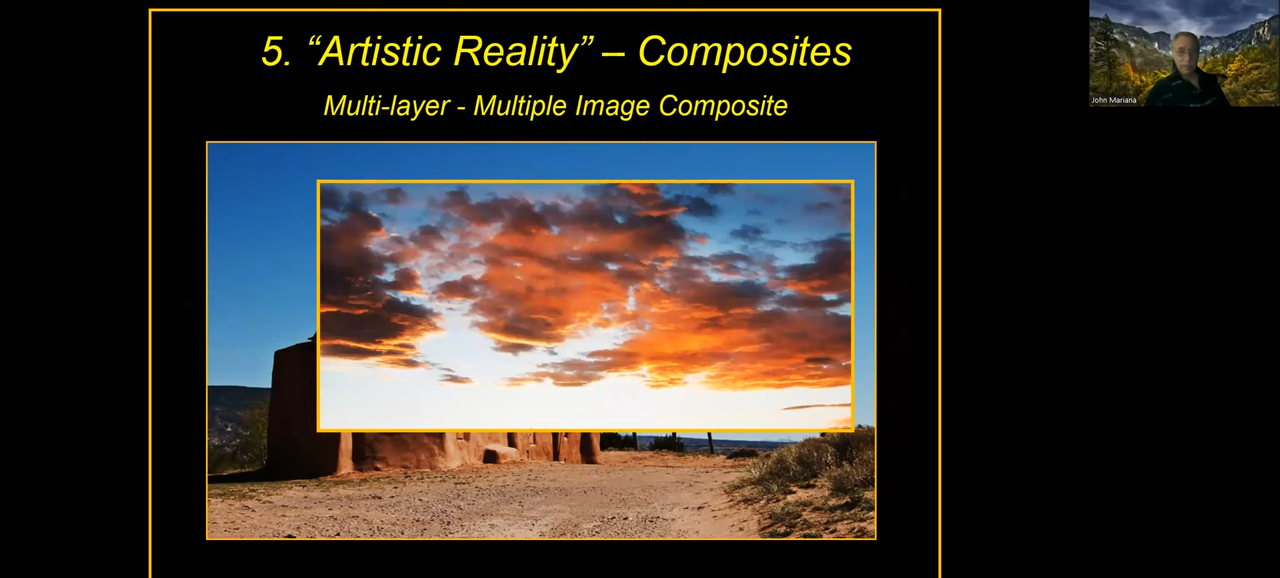 5. “Artistic Reality” – Composites
Multi-layer - Multiple Image Composite
John Mariana